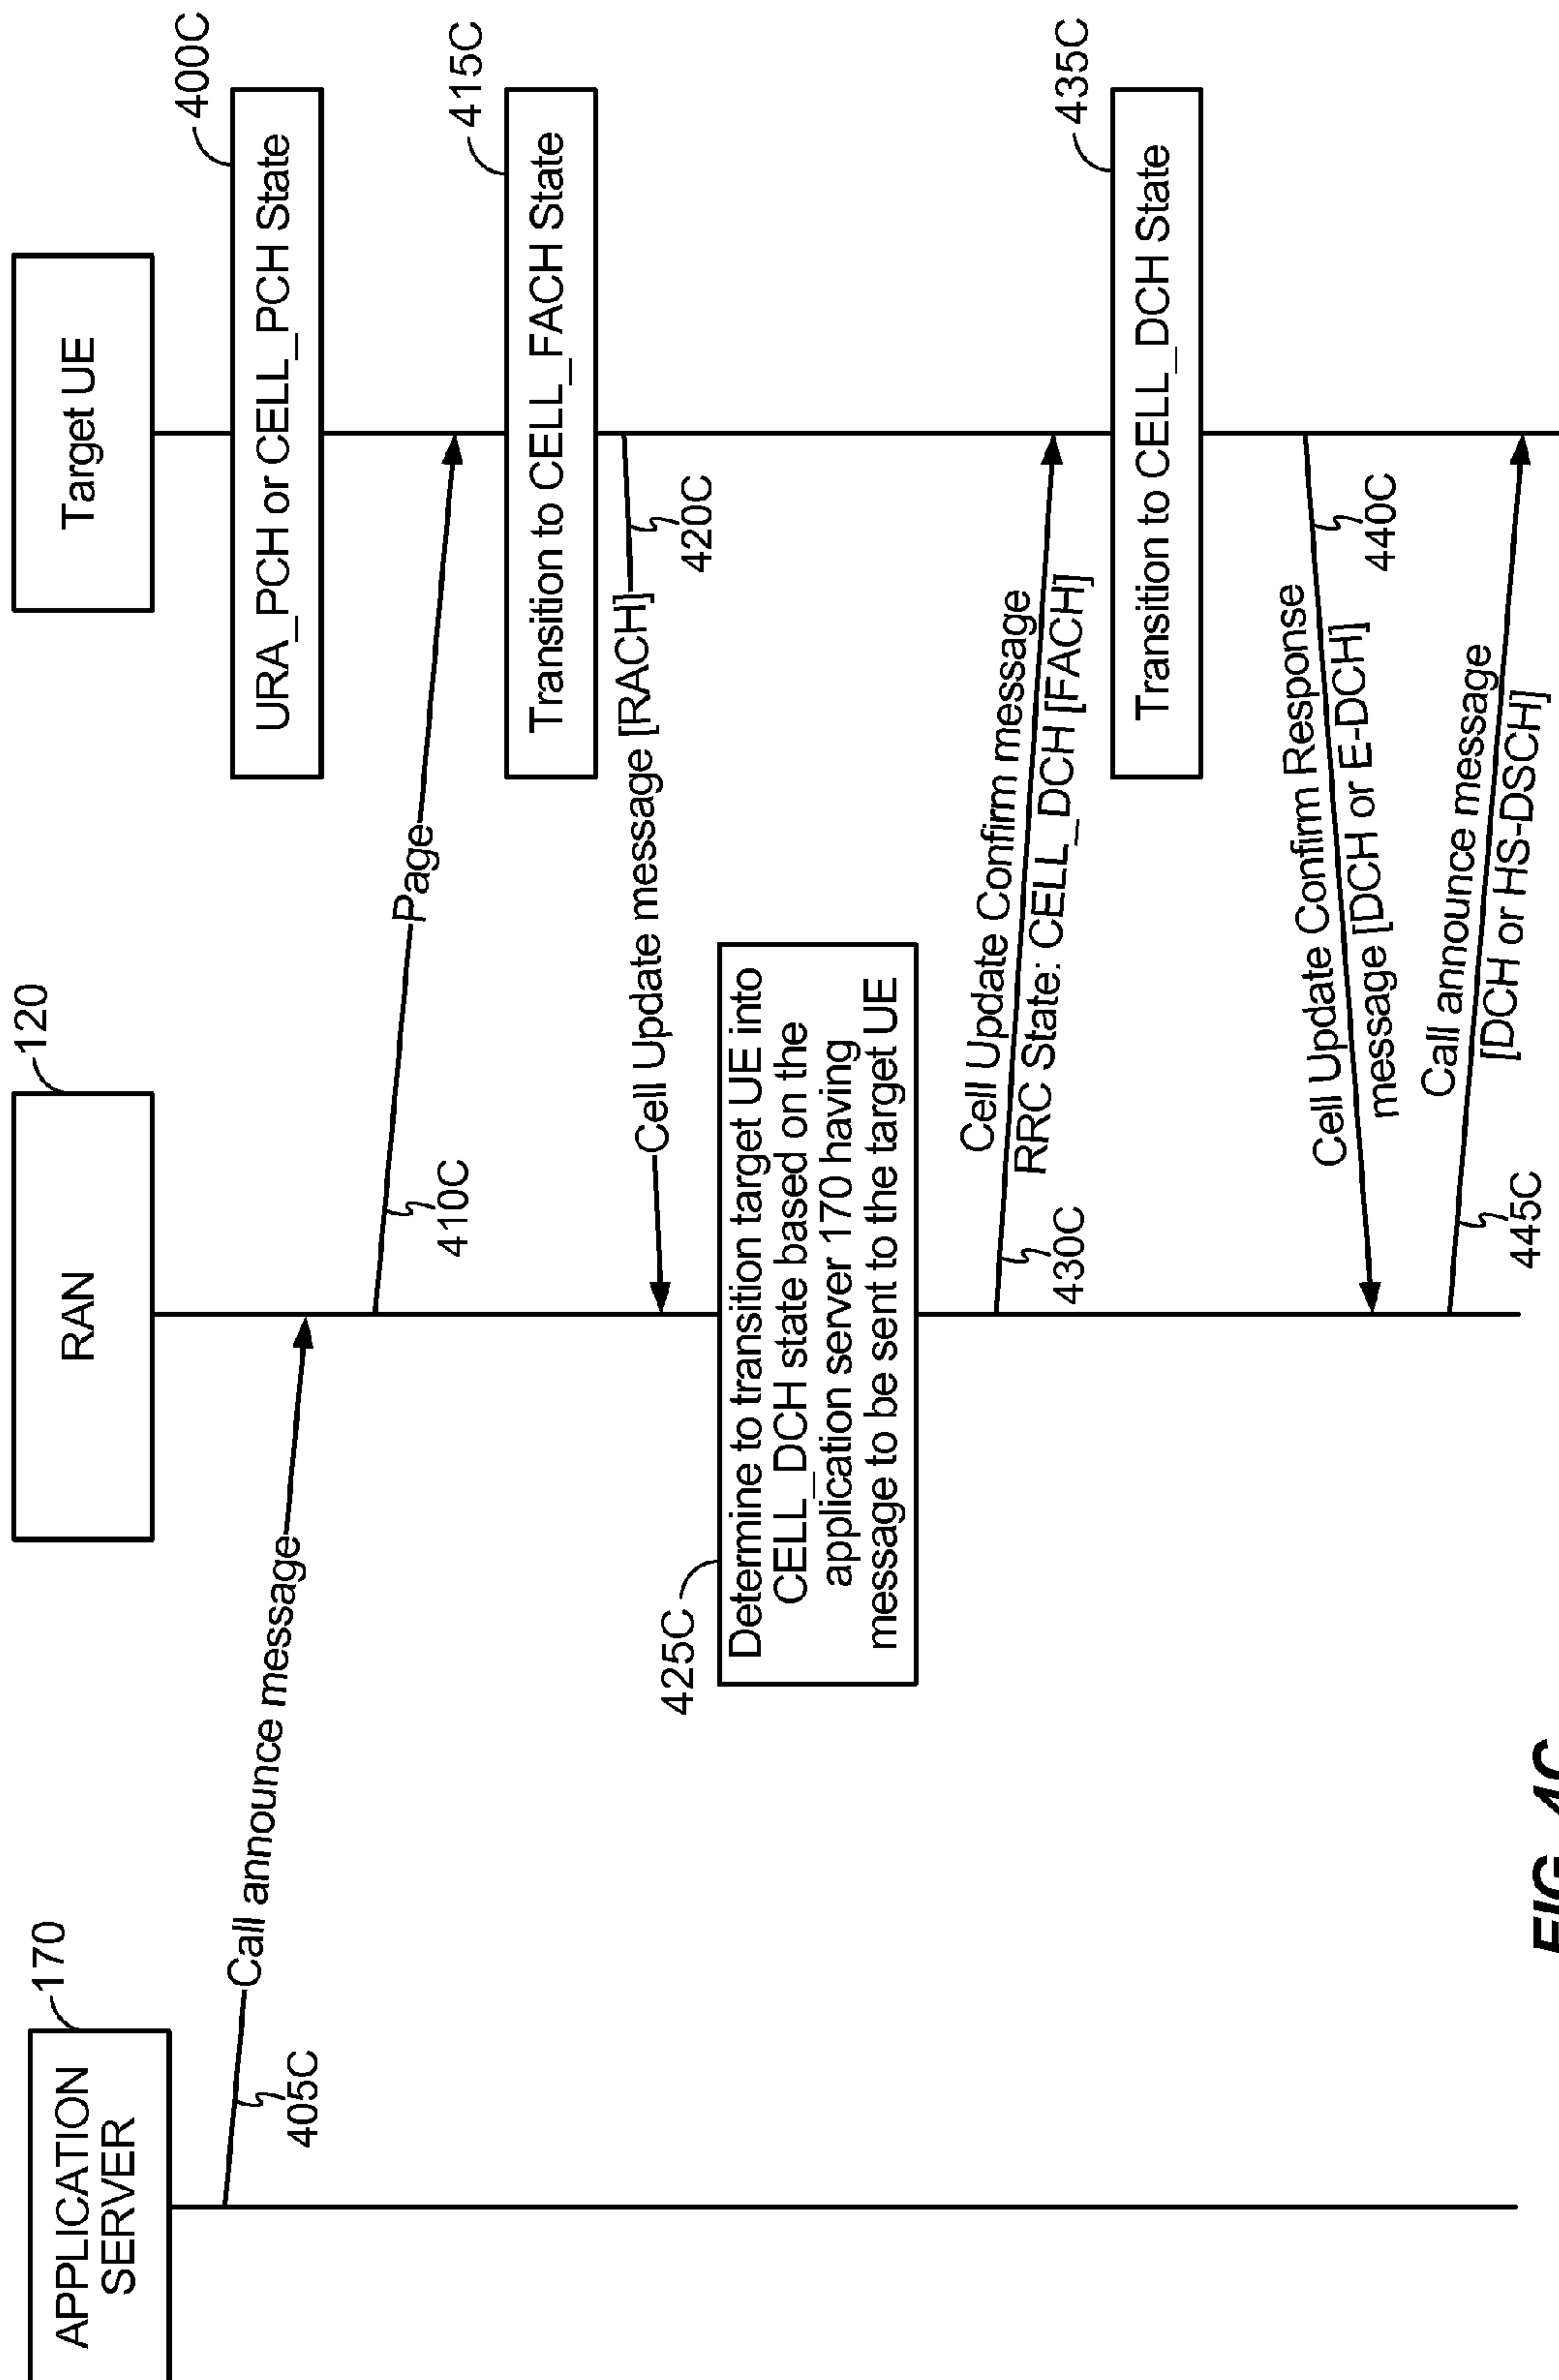 APPLICATION
SERVER
170
RAN
120
Target UE
URA_PCH or CELL_PCH State
400C
Call announce message
405C
Page
410C
Transition to CELL_FACH State
415C
Cell Update message [RACH]
420C
425C
Determine to transition target UE into
CELL_DCH state based on the
application server 170 having
message to be sent to the target UE
Cell Update Confirm message
RRC State: CELL_DCH [FACH]
430C
Transition to CELL_DCH State
435C
Cell Update Confirm Response
message [DCH or E-DCH]
440C
Call announce message
[DCH or HS-DSCH]
445C
FIG. 4C